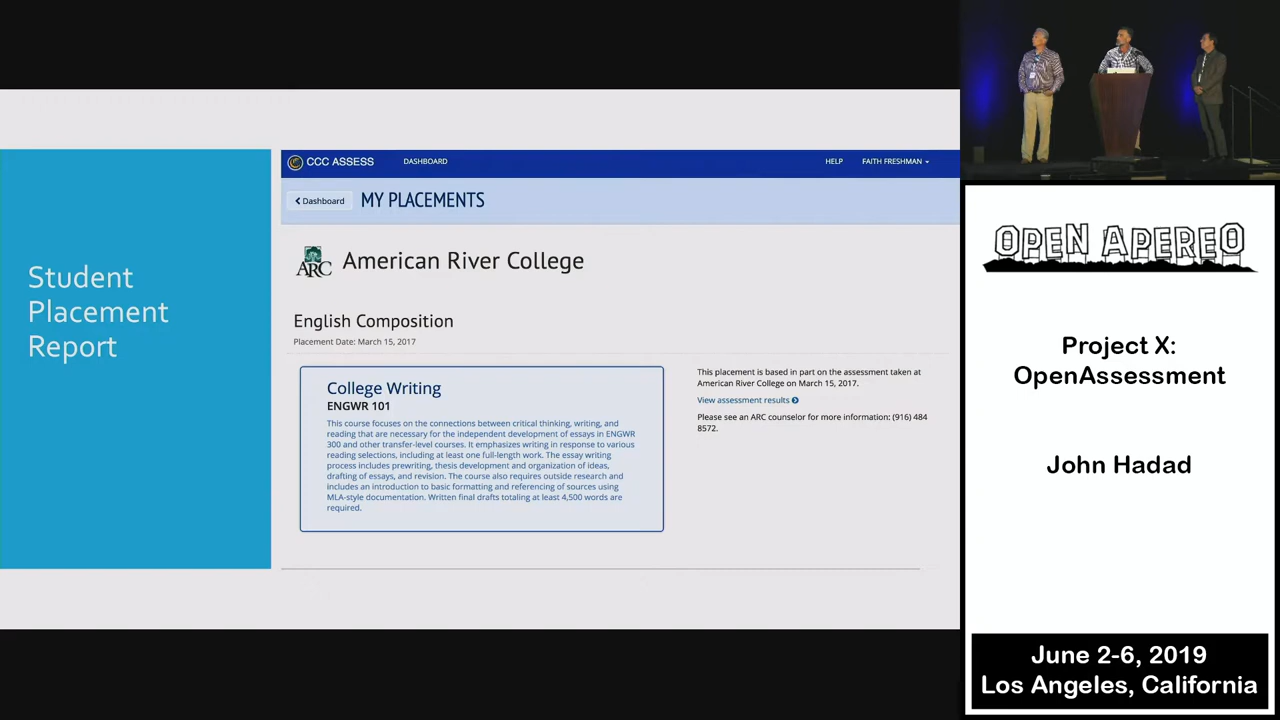 Student
Placement
Report
CCC ASSESS
DASHBOARD
HELP
FAITH FRESHMAN
Dashboard
MY PLACEMENTS
ARC
American River College
English Composition
Placement Date: March 15, 2017
College Writing
ENGWR 101
This course focuses on the connections between critical thinking, writing, and
reading that are necessary for the independent development of essays in ENGWR
300 and other transfer-level courses. It emphasizes writing in response to various
reading selections, including at least one full-length work. The essay writing
process includes prewriting, thesis development and organization of ideas,
drafting of essays, and revision. The course also requires outside research and
includes an introduction to basic formatting and referencing of sources using
MLA-style documentation. Written final drafts totaling at least 4,500 words are
required.
This placement is based in part on the assessment taken at
American River College on March 15, 2017.
View assessment results
Please see an ARC counselor for more information: (916) 484
8572.
OPEN APEREO
Project X:
OpenAssessment
John Hadad
June 2-6, 2019
Los Angeles, California